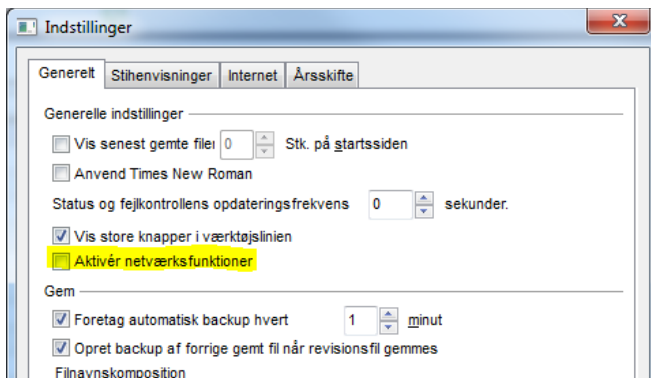 Indstillinger
Generelt Stihenvisninger Internet Årsskifte
Generelle indstillinger
Vis senest gemte filer 0 Stk. på startssiden
Anvend Times New Roman
Status og fejlkontrollens opdateringsfrekvens 0 sekunder.
Vis store knapper i værktøjslinien
Aktivér netværksfunktioner
Gem
Foretag automatisk backup hvert 1 minut
Opret backup af forrige gemt fil når revisionsfil gemmes
Filnavnskomposition